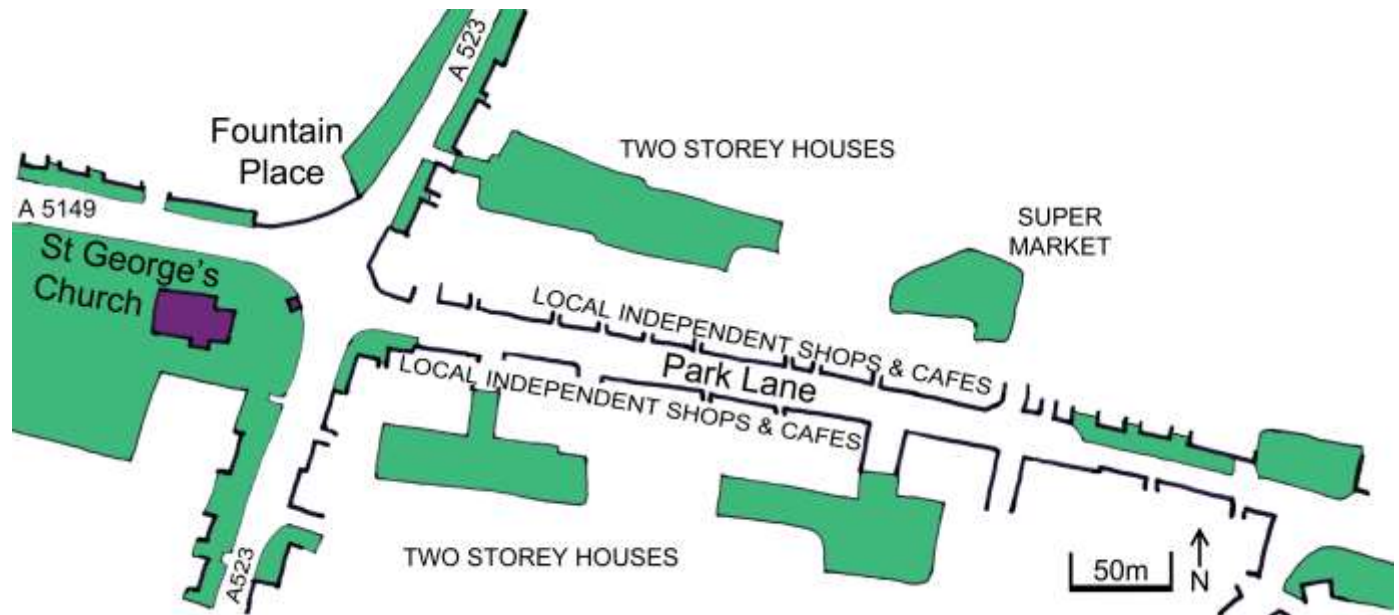 A 523
Fountain
Place
TWO STOREY HOUSES
A 5149
St George's
Church
SUPER
MARKET
LOCAL INDEPENDENT SHOPS & CAFES
Park Lane
LOCAL INDEPENDENT SHOPS & CAFES
TWO STOREY HOUSES
A523
50m
N